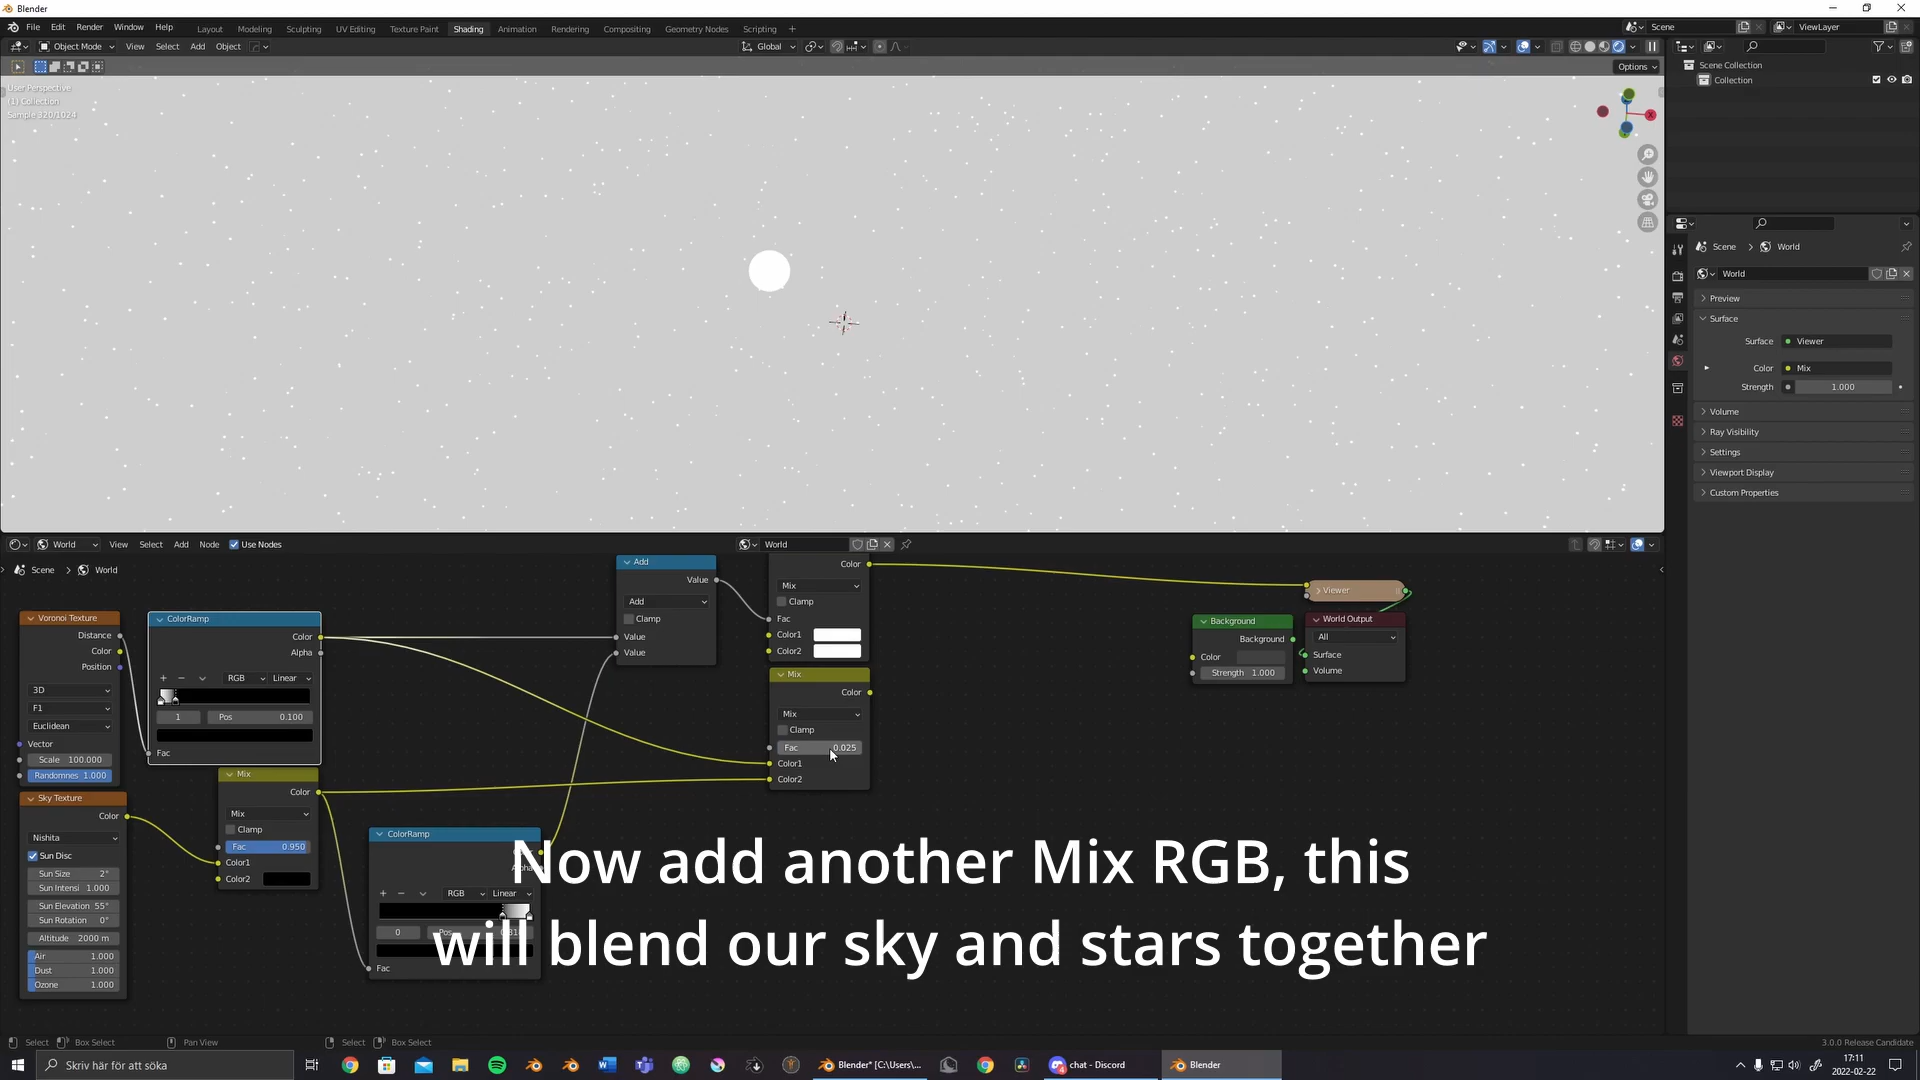 Blender
File Edit Render Window Help
Layout Modeling Sculpting UV Editing Texture Paint Shading Animation Rendering Compositing Geometry Nodes Scripting
Scene
ViewLayer
Object Mode View Select Add Object
Global
Options
User Perspective
(1) Collection
Sample 320/1024
X
Scene Collection
Collection
Scene > World
World
Preview
Surface
Surface Viewer
Color Mix
Strength 1.000
Volume
Ray Visibility
Settings
Viewport Display
Custom Properties
World View Select Add Node Use Nodes
World
Scene > World
Voronoi Texture
Distance
Color
Position
3D
F1
Euclidean
Vector
Scale 100.000
Randomnes 1.000
ColorRamp
Color
Alpha
RGB Linear
1 Pos 0.100
Fac
Sky Texture
Color
Nishita
Sun Disc
Sun Size 2°
Sun Intensi 1.000
Sun Elevation 55°
Sun Rotation 0°
Altitude 2000 m
Air 1.000
Dust 1.000
Ozone 1.000
Mix
Color
Mix
Clamp
Fac 0.950
Color1
Color2
ColorRamp
RGB Linear
0
Fac
Add
Value
Add
Clamp
Value
Value
Color
Mix
Clamp
Fac
Color1
Color2
Mix
Color
Mix
Clamp
Fac 0.025
Color1
Color2
Background
Background
Color
Strength 1.000
Viewer
World Output
All
Surface
Volume
Now add another Mix RGB, this
will blend our sky and stars together
Select Box Select Pan View Select Box Select
3.0.0 Release Candidate
Skriv här för att söka
Blender* [C:\Users\...
chat - Discord
Blender
17:11
2022-02-22